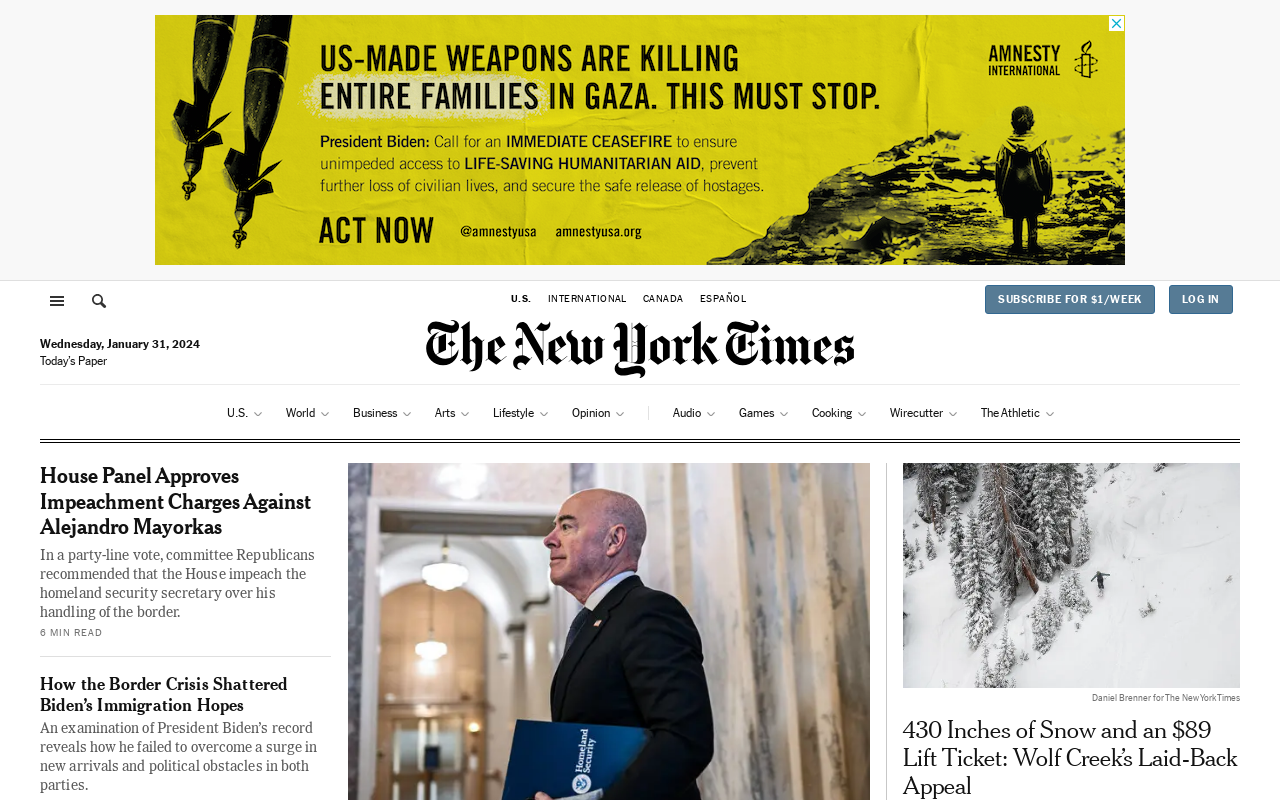 US-MADE WEAPONS ARE KILLING
ENTIRE FAMILIES IN GAZA. THIS MUST STOP.
President Biden: Call for an IMMEDIATE CEASEFIRE to ensure
unimpeded access to LIFE-SAVING HUMANITARIAN AID, prevent
further loss of civilian lives, and secure the safe release of hostages.
ACT NOW @amnestyusa amnestyusa.org
AMNESTY
INTERNATIONAL
U.S. INTERNATIONAL CANADA ESPAÑOL
SUBSCRIBE FOR $1/WEEK LOG IN
Wednesday, January 31, 2024
Today's Paper
The New York Times
U.S. World Business Arts Lifestyle Opinion Audio Games Cooking Wirecutter The Athletic
House Panel Approves
Impeachment Charges Against
Alejandro Mayorkas
In a party-line vote, committee Republicans
recommended that the House impeach the
homeland security secretary over his
handling of the border.
6 MIN READ
How the Border Crisis Shattered
Biden's Immigration Hopes
An examination of President Biden's record
reveals how he failed to overcome a surge in
new arrivals and political obstacles in both
parties.
Homeland
Security
Daniel Brenner for The New York Times
430 Inches of Snow and an $89
Lift Ticket: Wolf Creek's Laid-Back
Appeal